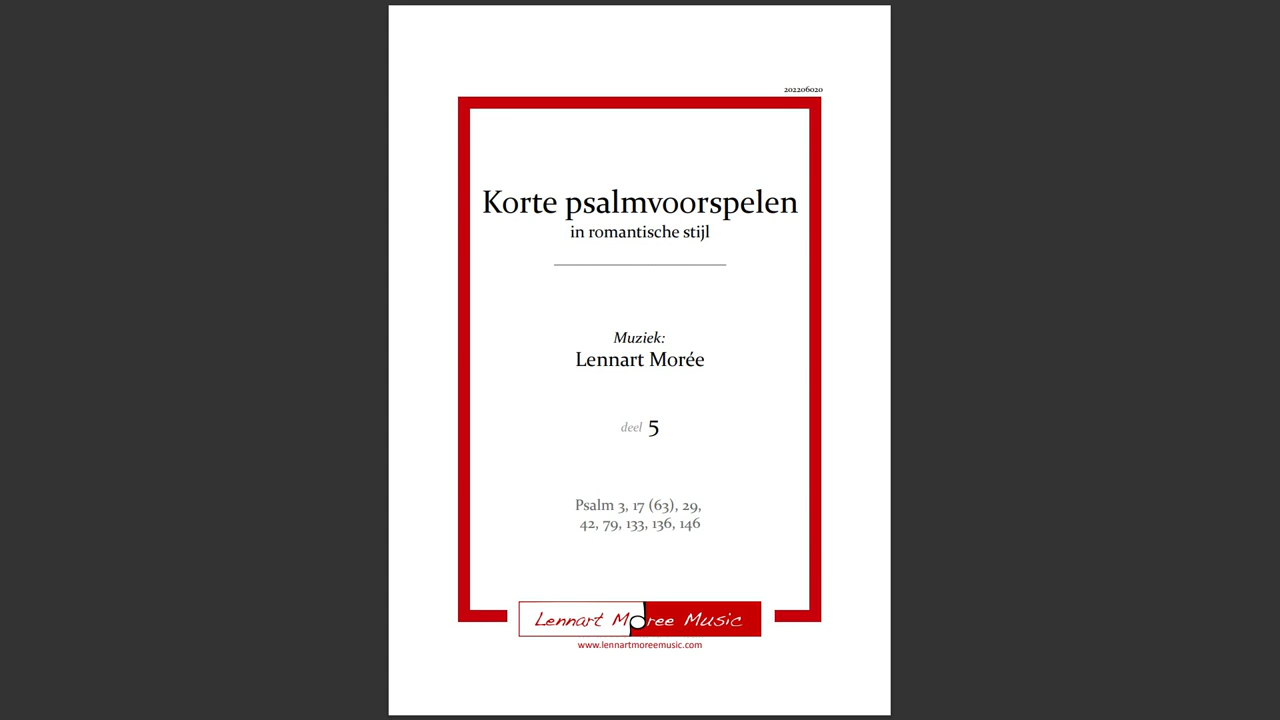 202206020
Korte psalmvoorspelen
in romantische stijl
Muziek:
Lennart Morée
deel 5
Psalm 3, 17 (63), 29,
42, 79, 133, 136, 146
Lennart Moree Music
www.lennartmoreemusic.com